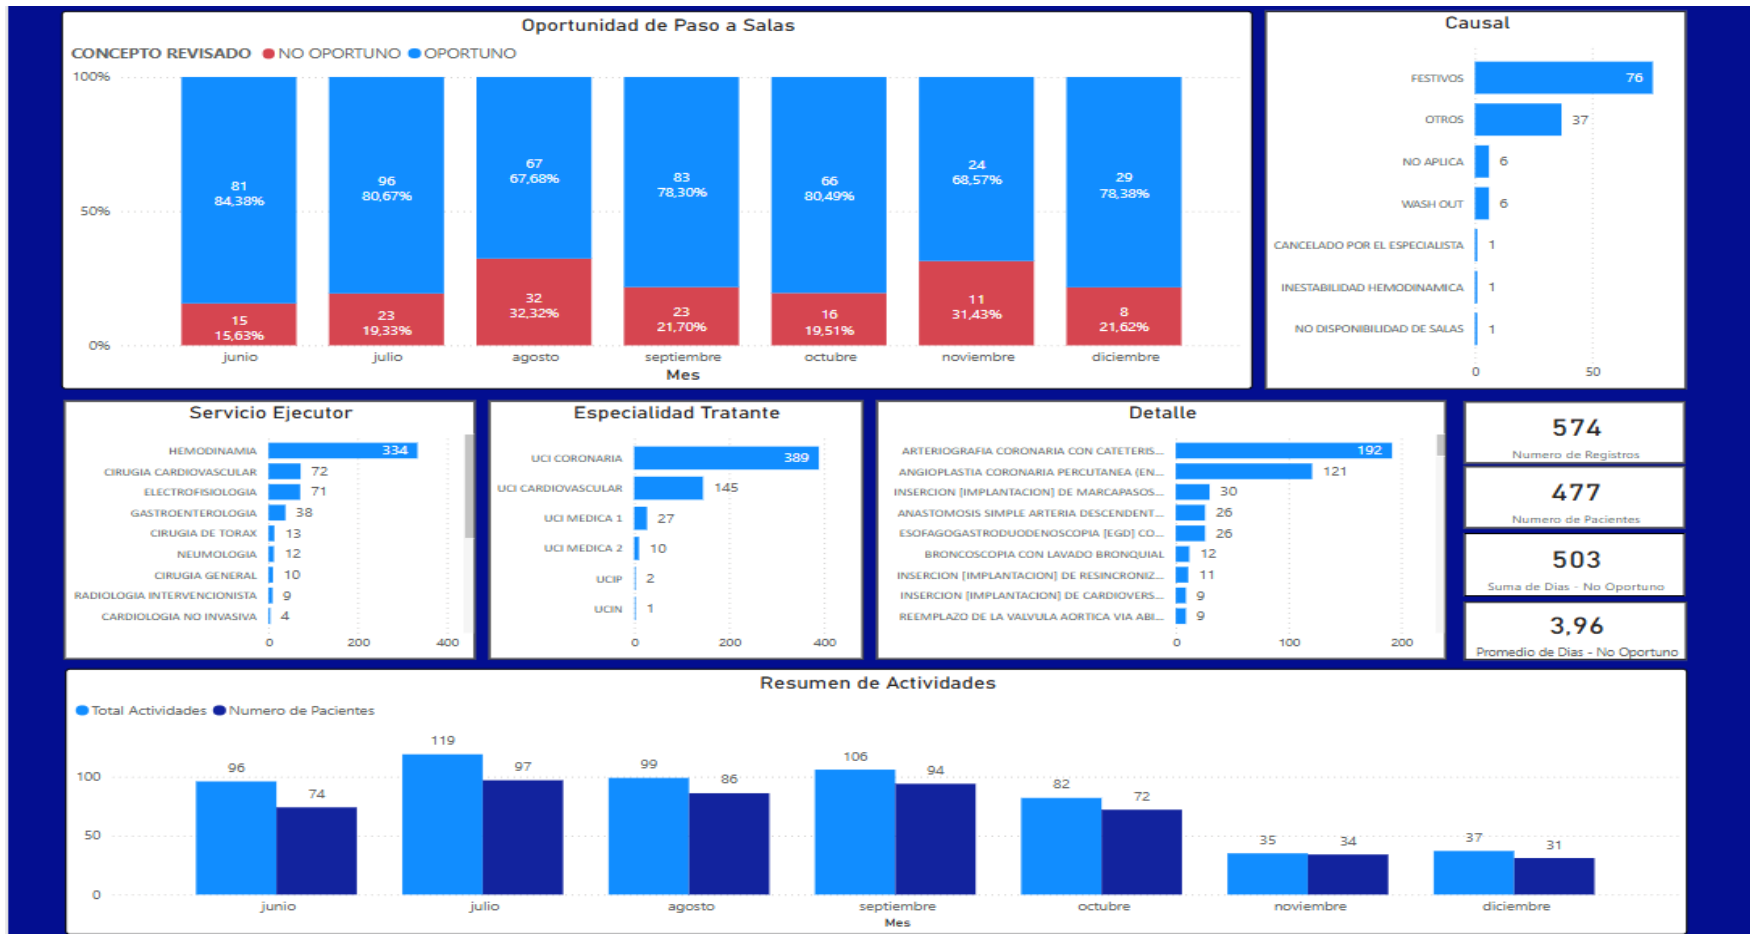 Oportunidad de Paso a Salas
CONCEPTO REVISADO NO OPORTUNO OPORTUNO
100%
50%
0%
81
84,38%
96
80,67%
67
67,68%
83
78,30%
66
80,49%
24
68,57%
29
78,38%
15
15,63%
23
19,33%
32
32,32%
23
21,70%
16
19,51%
11
31,43%
8
21,62%
junio julio agosto septiembre octubre noviembre diciembre
Mes
Causal
FESTIVOS 76
OTROS 37
NO APLICA 6
WASH OUT 6
CANCELADO POR EL ESPECIALISTA 1
INESTABILIDAD HEMODINAMICA 1
NO DISPONIBILIDAD DE SALAS 1
0 50
Servicio Ejecutor
HEMODINAMIA 334
CIRUGIA CARDIOVASCULAR 72
ELECTROFISIOLOGIA 71
GASTROENTEROLOGIA 38
CIRUGIA DE TORAX 13
NEUMOLOGIA 12
CIRUGIA GENERAL 10
RADIOLOGIA INTERVENCIONISTA 9
CARDIOLOGIA NO INVASIVA 4
0 200 400
Especialidad Tratante
UCI CORONARIA 389
UCI CARDIOVASCULAR 145
UCI MEDICA 1 27
UCI MEDICA 2 10
UCIP 2
UCIN 1
0 200 400
Detalle
ARTERIOGRAFIA CORONARIA CON CATETERIS... 192
ANGIOPLASTIA CORONARIA PERCUTANEA (EN... 121
INSERCION [IMPLANTACION] DE MARCAPASOS... 30
ANASTOMOSIS SIMPLE ARTERIA DESCENDENT... 26
ESOFAGOGASTRODUODENOSCOPIA [EGD] CO... 26
BRONCOSCOPIA CON LAVADO BRONQUIAL 12
INSERCION [IMPLANTACION] DE RESINCRONIZ... 11
INSERCION [IMPLANTACION] DE CARDIOVERS... 9
REEMPLAZO DE LA VALVULA AORTICA VIA ABI... 9
0 100 200
574
Numero de Registros
477
Numero de Pacientes
503
Suma de Dias - No Oportuno
3,96
Promedio de Dias - No Oportuno
Resumen de Actividades
Total Actividades Numero de Pacientes
100
50
0
96 74
119 97
99 86
106 94
82 72
35 34
37 31
junio julio agosto septiembre octubre noviembre diciembre
Mes